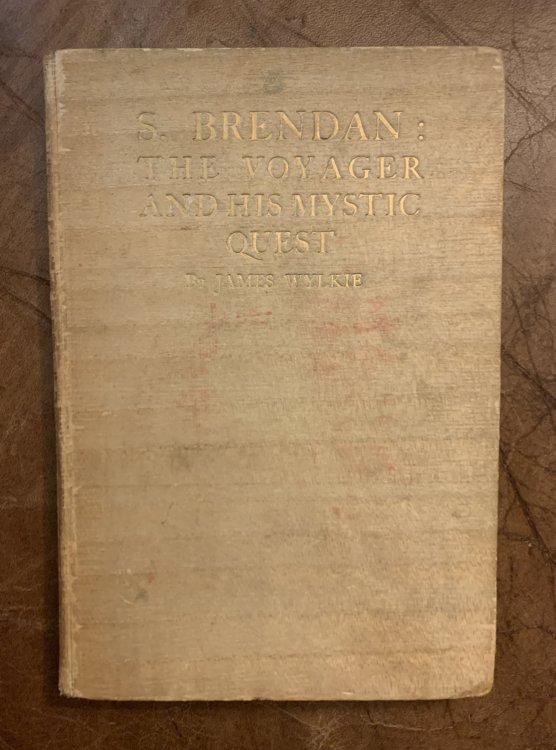 S. BRENDAN:
THE VOYAGER
AND HIS MYSTIC
QUEST
By JAMES WYLKIE